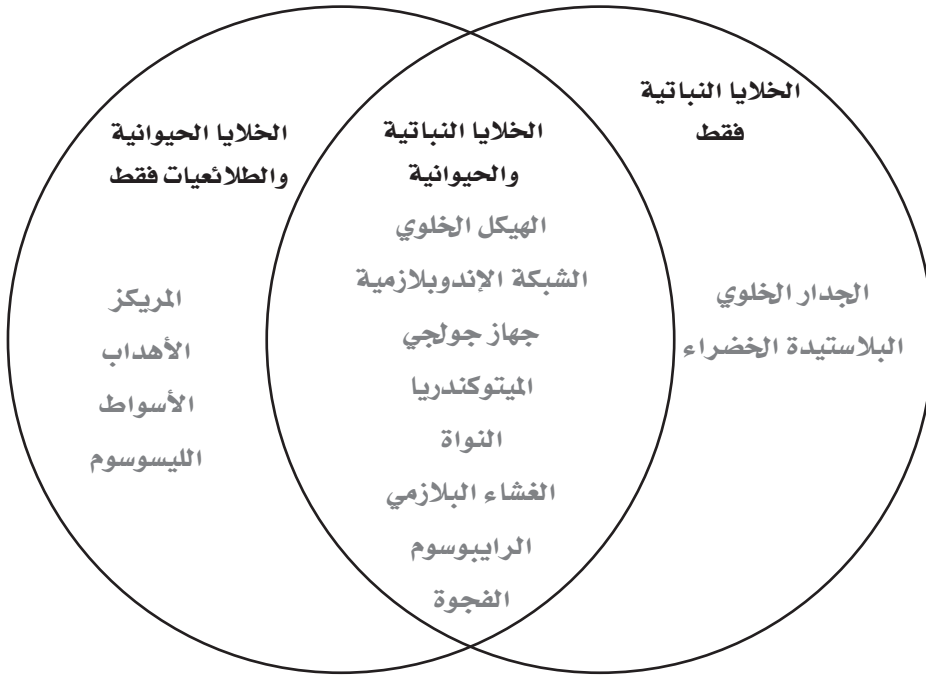 الخلايا النباتية
فقط
الجدار الخلوي
البلاستيدة الخضراء
الخلايا النباتية
والحيوانية
الهيكل الخلوي
الشبكة الإندوبلازمية
جهاز جولجي
الميتوكندريا
النواة
الغشاء البلازمي
الرايبوسوم
الفجوة
الخلايا الحيوانية
والطلائعيات فقط
المريكز
الأهداب
الأسواط
الليسوسوم